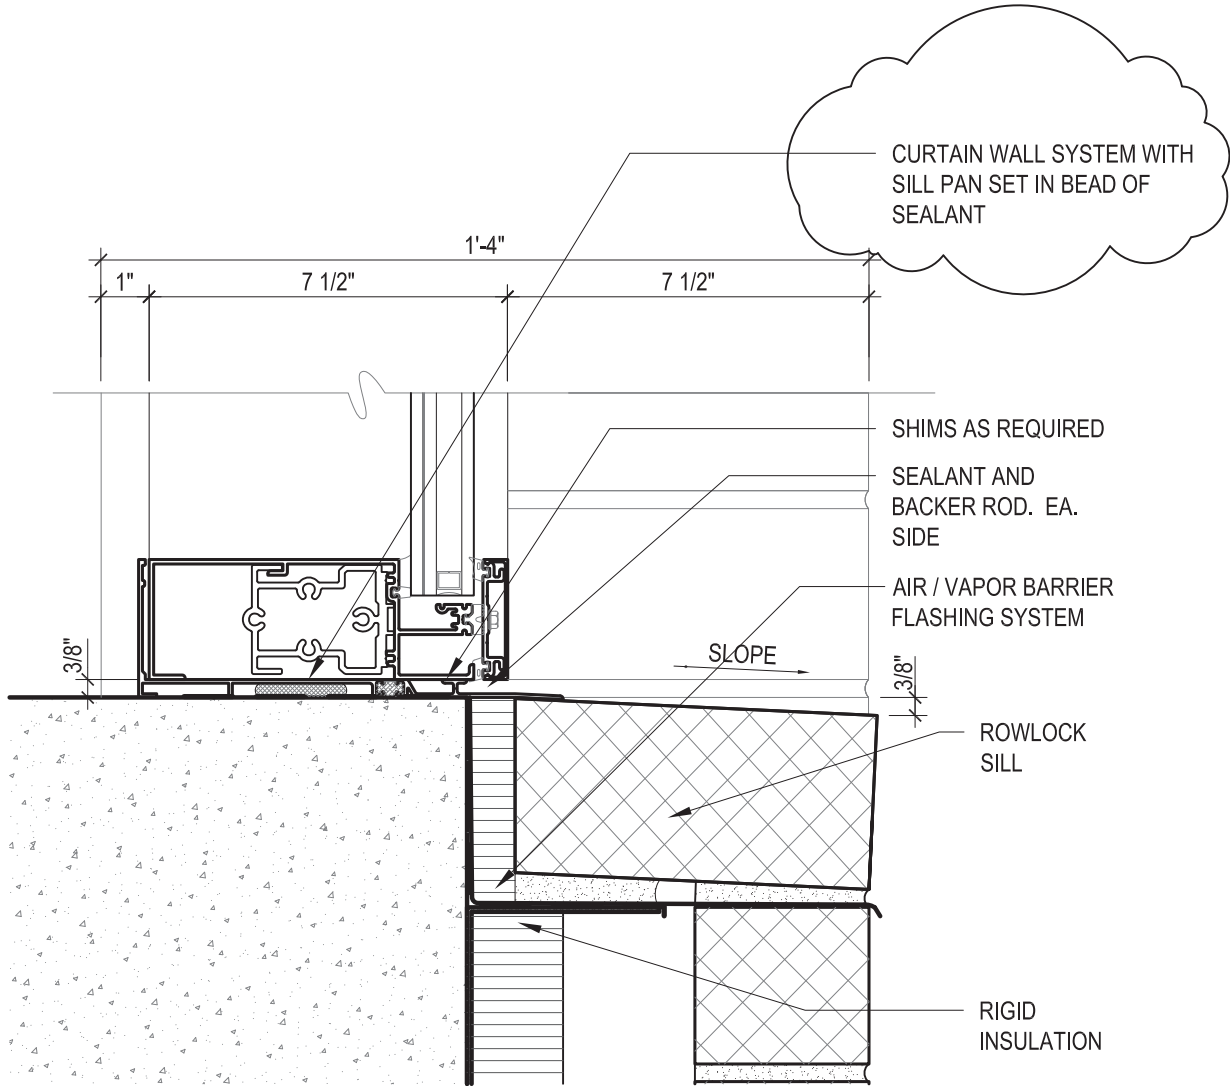 CURTAIN WALL SYSTEM WITH
SILL PAN SET IN BEAD OF
SEALANT
1'-4"
1"
7 1/2"
7 1/2"
SHIMS AS REQUIRED
SEALANT AND
BACKER ROD. EA.
SIDE
AIR / VAPOR BARRIER
FLASHING SYSTEM
SLOPE
3/8"
3/8"
ROWLOCK
SILL
RIGID
INSULATION